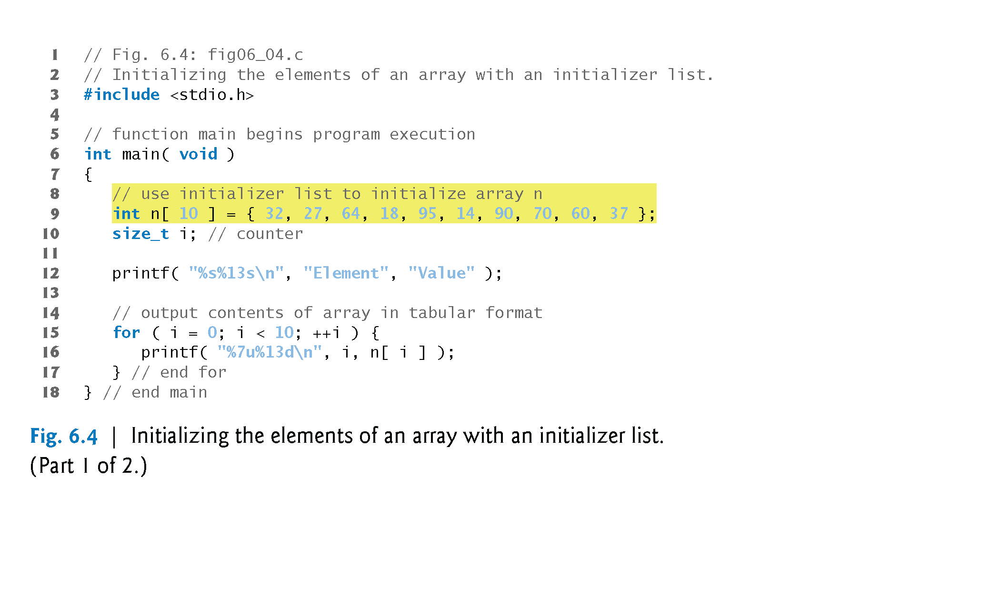 1 // Fig. 6.4: fig06_04.c
2 // Initializing the elements of an array with an initializer list.
3 #include <stdio.h>
4
5 // function main begins program execution
6 int main( void )
7 {
8    // use initializer list to initialize array n
9    int n[ 10 ] = { 32, 27, 64, 18, 95, 14, 90, 70, 60, 37 };
10    size_t i; // counter
11
12    printf( "%s%13s\n", "Element", "Value" );
13
14    // output contents of array in tabular format
15    for ( i = 0; i < 10; ++i ) {
16       printf( "%7u%13d\n", i, n[ i ] );
17    } // end for
18 } // end main
Fig. 6.4 | Initializing the elements of an array with an initializer list.
(Part 1 of 2.)